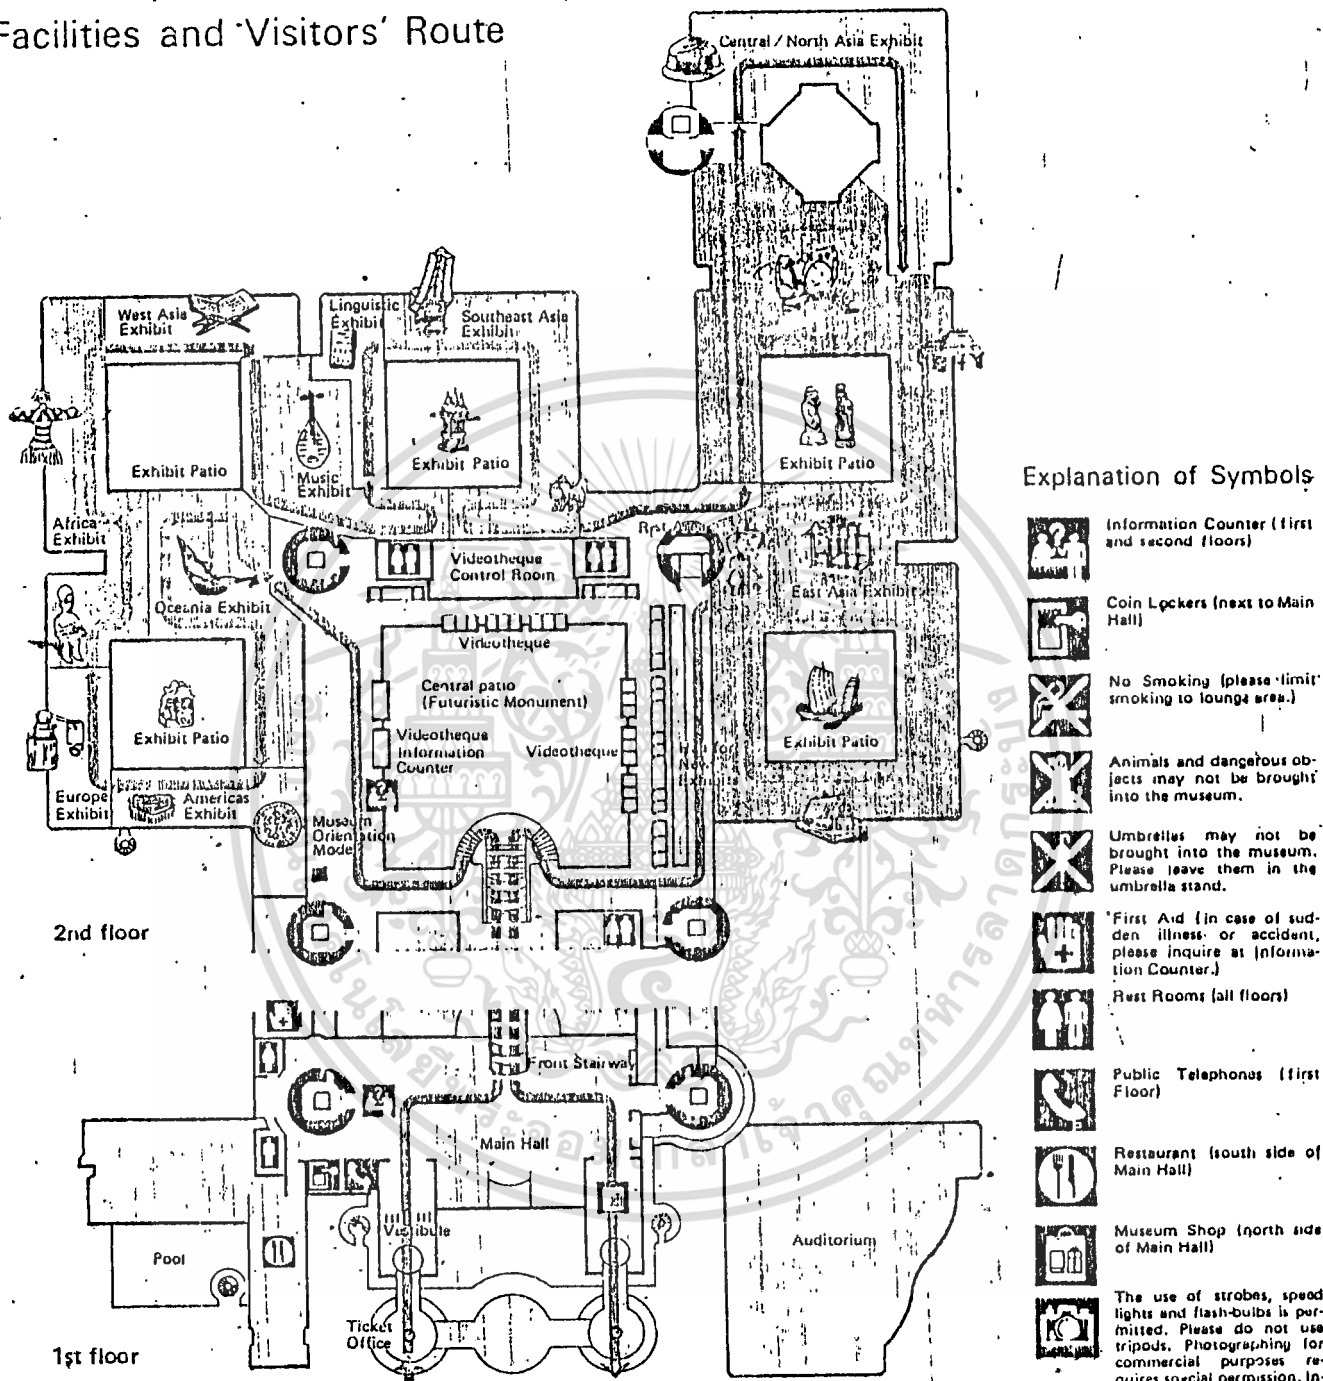 Facilities and Visitors' Route
Central / North Asia Exhibit
West Asia
Exhibit
Linguistic
Exhibit
Southeast Asia
Exhibit
Exhibit Patio
Music
Exhibit
Exhibit Patio
Exhibit Patio
Africa
Exhibit
Oceania Exhibit
Videotheque
Control Room
Rest Area
East Asia Exhibit
Videotheque
Central patio
(Futuristic Monument)
Exhibit Patio
Videotheque
Information
Counter
Videotheque
Exhibit Patio
Europe
Exhibit
Americas
Exhibit
Museum
Orientation
Model
2nd floor
Front Stairway
Main Hall
Vestibule
Pool
Auditorium
Ticket
Office
1st floor
Explanation of Symbols
Information Counter (first
and second floors)
Coin Lockers (next to Main
Hall)
No Smoking (please limit
smoking to lounge area.)
Animals and dangerous ob-
jects may not be brought
into the museum.
Umbrellas may not be
brought into the museum.
Please leave them in the
umbrella stand.
First Aid (in case of sud-
den illness or accident,
please inquire at Informa-
tion Counter.)
Rest Rooms (all floors)
Public Telephones (first
Floor)
Restaurant (south side of
Main Hall)
Museum Shop (north side
of Main Hall)
The use of strobes, speed
lights and flash-bulbs is per-
mitted. Please do not use
tripods. Photographing for
commercial purposes re-
quires special permission. In-